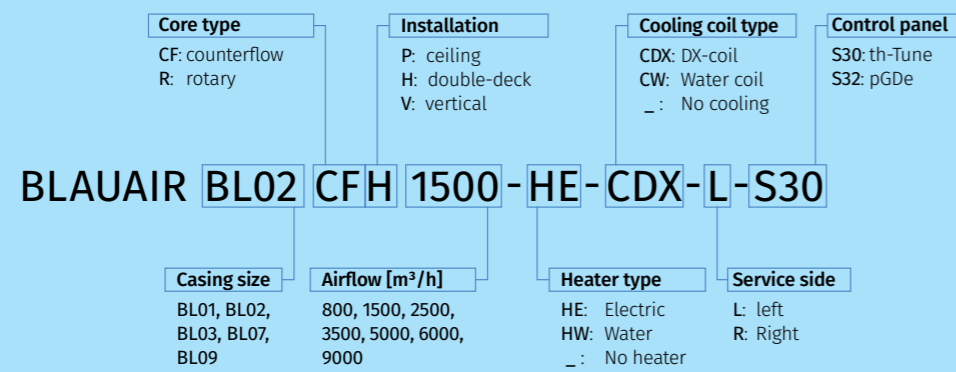 Core type
CF: counterflow
R: rotary
Installation
P: ceiling
H: double-deck
V: vertical
Cooling coil type
CDX: DX-coil
CW: Water coil
_ : No cooling
Control panel
S30: th-Tune
S32: pGDe
BLAUAIR BL02 CFH 1500-HE-CDX-L-S30
Casing size
BL01, BL02,
BL03, BL07,
BL09
Airflow [m³/h]
800, 1500, 2500,
3500, 5000, 6000,
9000
Heater type
HE: Electric
HW: Water
_ : No heater
Service side
L: left
R: Right